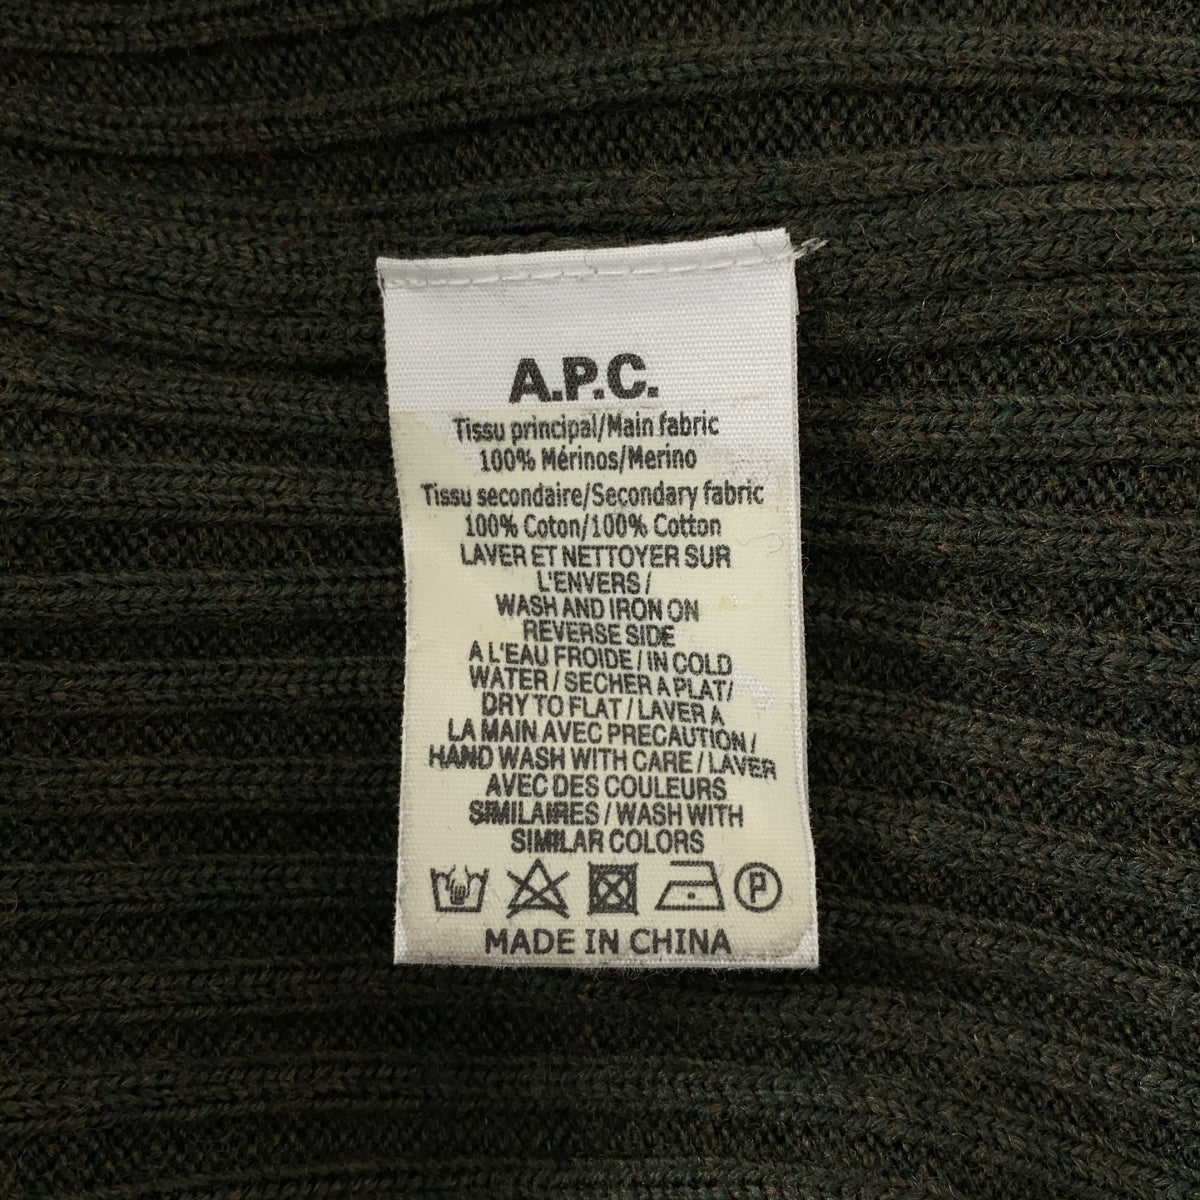 A.P.C.
Tissu principal/Main fabric
100% Mérinos/Merino
Tissu secondaire/Secondary fabric
100% Coton/100% Cotton
LAVER ET NETTOYER SUR
L'ENVERS /
WASH AND IRON ON
REVERSE SIDE
A L'EAU FROIDE / IN COLD
WATER / SECHER A PLAT/
DRY TO FLAT / LAVER A
LA MAIN AVEC PRECAUTION /
HAND WASH WITH CARE / LAVER
AVEC DES COULEURS
SIMILAIRES / WASH WITH
SIMILAR COLORS
P
MADE IN CHINA